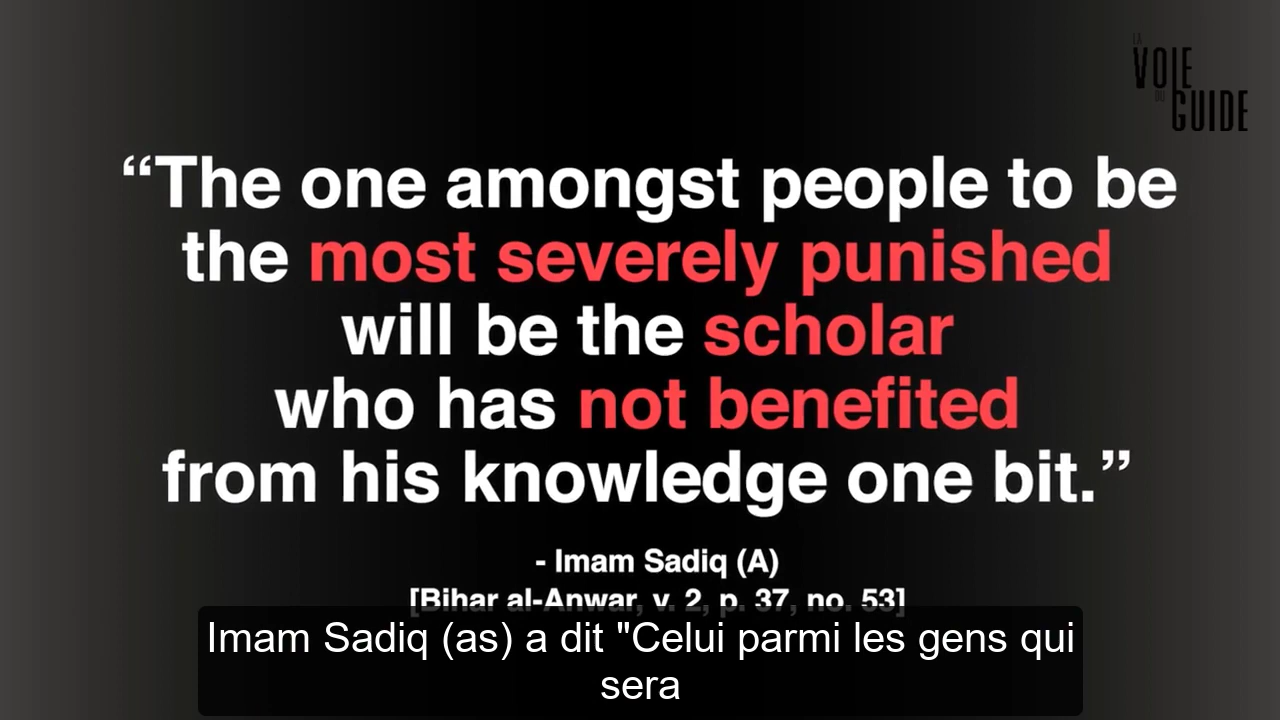 LA
VOIE
DU
GUIDE
“The one amongst people to be
the most severely punished
will be the scholar
who has not benefited
from his knowledge one bit.”
- Imam Sadiq (A)
[Bihar al-Anwar, v. 2, p. 37, no. 53]
Imam Sadiq (as) a dit "Celui parmi les gens qui
sera